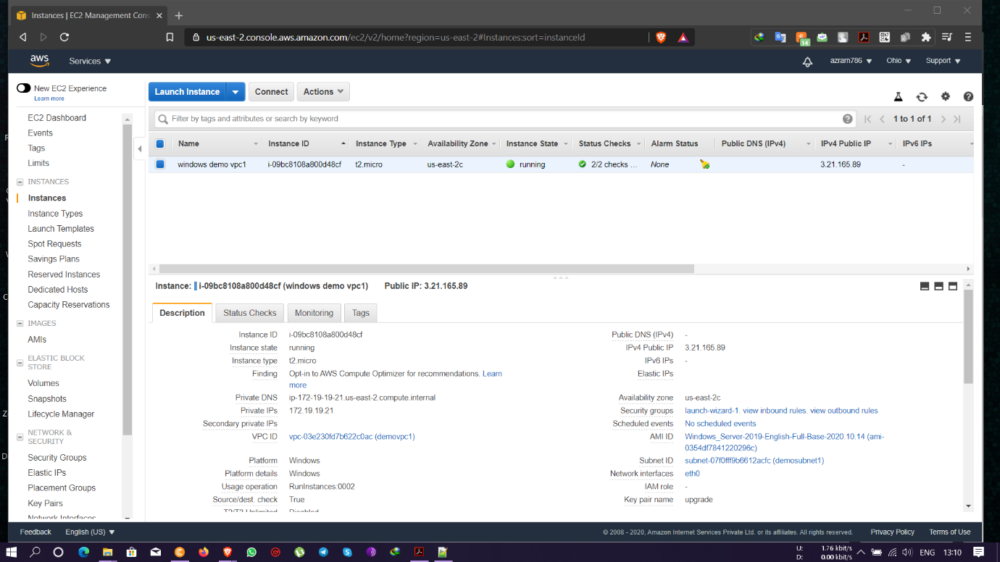 Instances | EC2 Management Cons
us-east-2.console.aws.amazon.com/ec2/v2/home?region=us-east-2#Instances:sort=instanceId
14
aws Services azram786 Ohio Support
New EC2 Experience
Learn more
EC2 Dashboard
Events
Tags
Limits
INSTANCES
Instances
Instance Types
Launch Templates
Spot Requests
Savings Plans
Reserved Instances
Dedicated Hosts
Capacity Reservations
IMAGES
AMIs
ELASTIC BLOCK
STORE
Volumes
Snapshots
Lifecycle Manager
NETWORK &
SECURITY
Security Groups
Elastic IPs
Placement Groups
Key Pairs
Network Interfaces
Launch Instance Connect Actions
Filter by tags and attributes or search by keyword 1 to 1 of 1
Name Instance ID Instance Type Availability Zone Instance State Status Checks Alarm Status Public DNS (IPv4) IPv4 Public IP IPv6 IPs
windows demo vpc1 i-09bc8108a800d48cf t2.micro us-east-2c running 2/2 checks ... None 3.21.165.89 -
Instance: i-09bc8108a800d48cf (windows demo vpc1) Public IP: 3.21.165.89
Description Status Checks Monitoring Tags
Instance ID i-09bc8108a800d48cf
Instance state running
Instance type t2.micro
Finding Opt-in to AWS Compute Optimizer for recommendations. Learn
more
Private DNS ip-172-19-19-21.us-east-2.compute.internal
Private IPs 172.19.19.21
Secondary private IPs
VPC ID vpc-03e230fd7b622c0ac (demovpc1)
Platform Windows
Platform details Windows
Usage operation RunInstances:0002
Source/dest. check True
T2/T3 Unlimited Disabled
Public DNS (IPv4) -
IPv4 Public IP 3.21.165.89
IPv6 IPs -
Elastic IPs
Availability zone us-east-2c
Security groups launch-wizard-1. view inbound rules. view outbound rules
Scheduled events No scheduled events
AMI ID Windows_Server-2019-English-Full-Base-2020.10.14 (ami-
0354df7841220296c)
Subnet ID subnet-07f0fff9b6612acfc (demosubnet1)
Network interfaces eth0
IAM role -
Key pair name upgrade
Feedback English (US) © 2008 - 2020, Amazon Internet Services Private Ltd. or its affiliates. All rights reserved. Privacy Policy Terms of Use
U: 1.76 kbit/s
D: 0.00 kbit/s
ENG 13:10